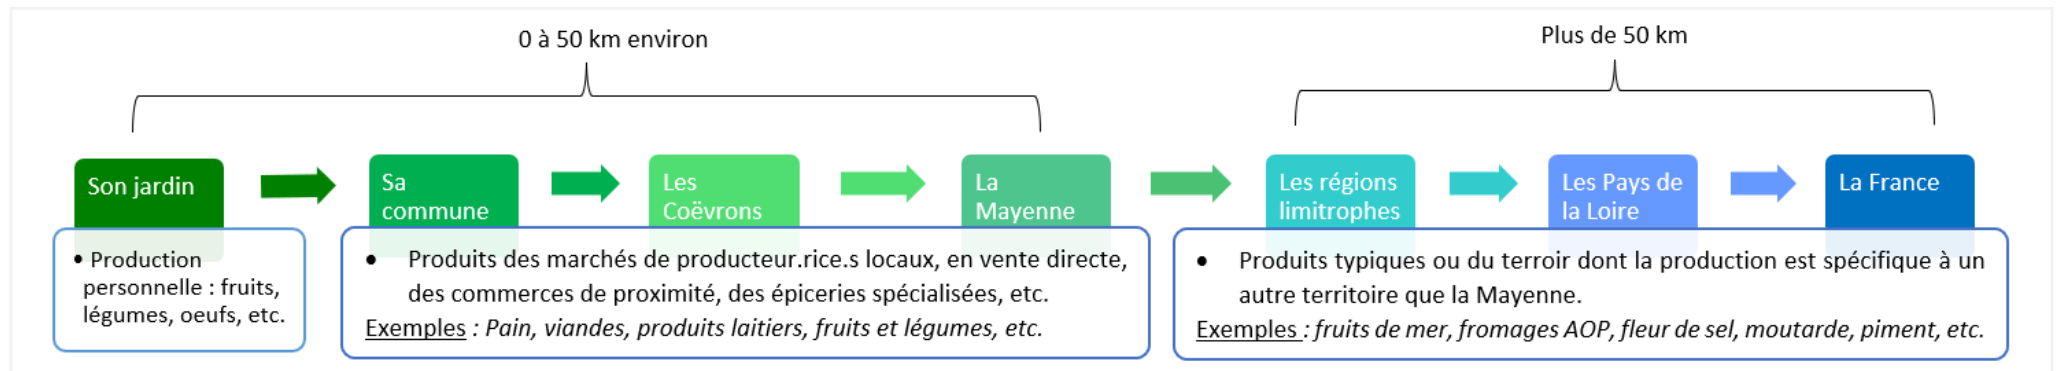 0 à 50 km environ
Plus de 50 km
Son jardin
Sa
commune
Les
Coëvrons
La
Mayenne
Les régions
limitrophes
Les Pays de
la Loire
La France
• Production
personnelle : fruits,
légumes, oeufs, etc.
• Produits des marchés de producteur.rice.s locaux, en vente directe,
des commerces de proximité, des épiceries spécialisées, etc.
Exemples : Pain, viandes, produits laitiers, fruits et légumes, etc.
• Produits typiques ou du terroir dont la production est spécifique à un
autre territoire que la Mayenne.
Exemples : fruits de mer, fromages AOP, fleur de sel, moutarde, piment, etc.